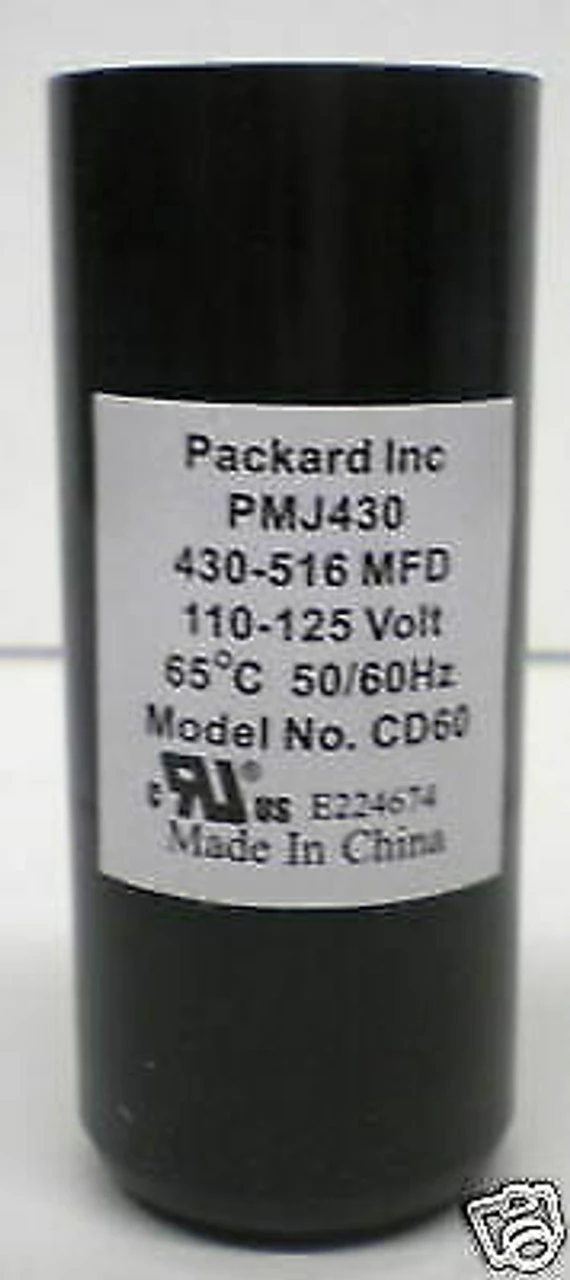 Packard Inc
PMJ430
430-516 MFD
110-125 Volt
65°C 50/60Hz
Model No. CD60
c RU® US E224674
Made In China